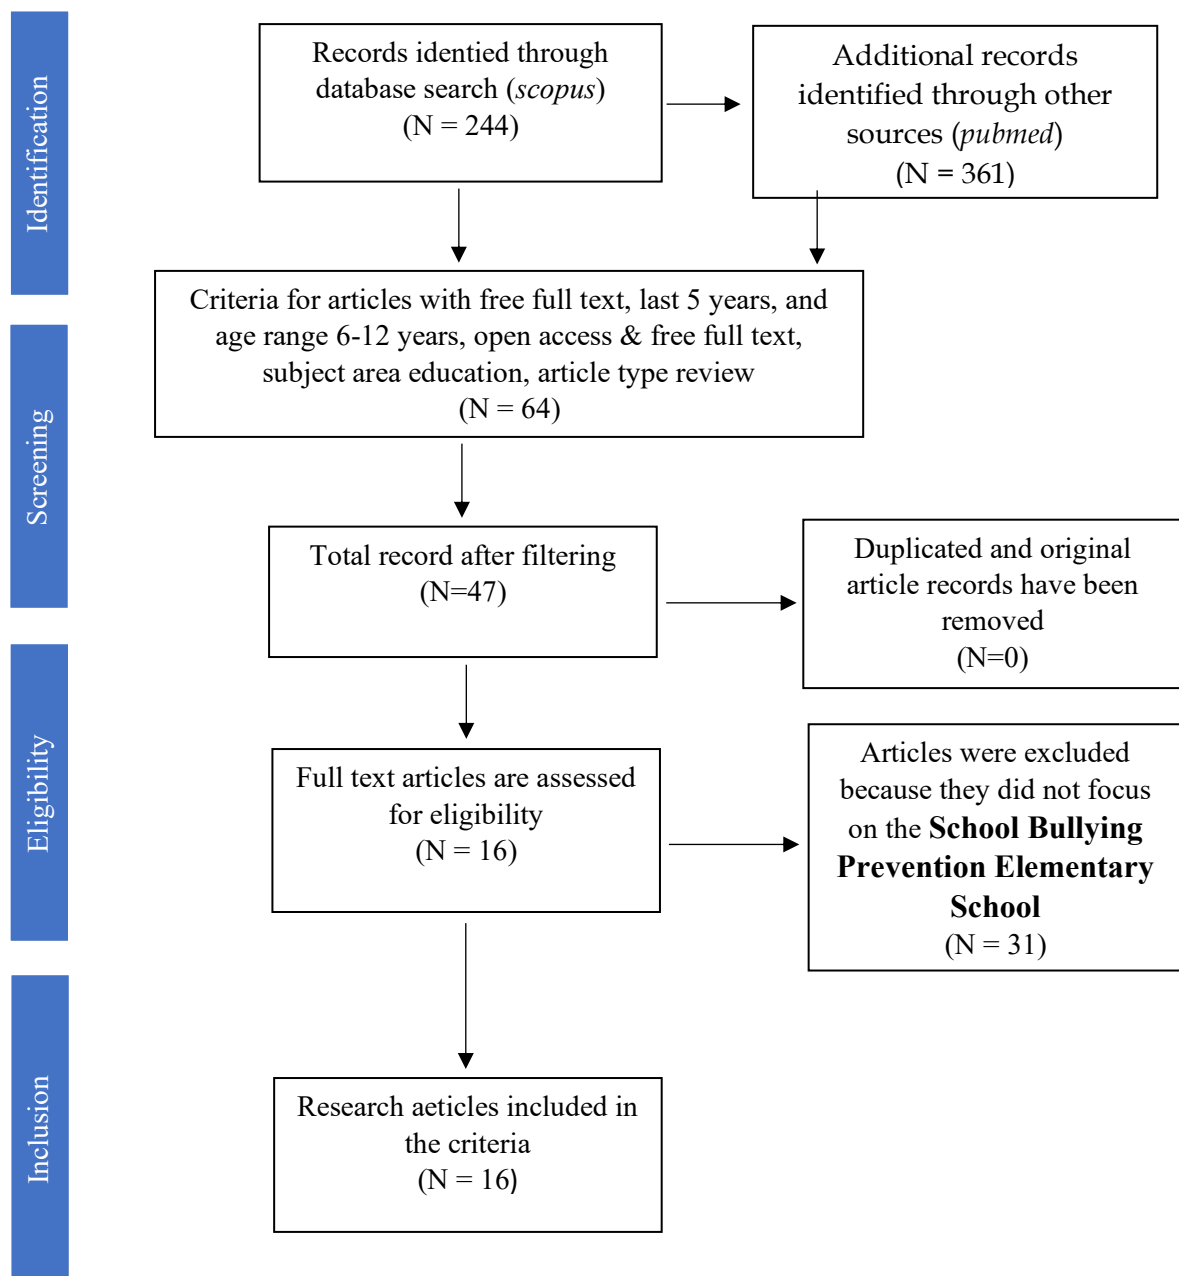 Identification
Records identied through
database search (scopus)
(N = 244)
Additional records
identified through other
sources (pubmed)
(N = 361)
Criteria for articles with free full text, last 5 years, and
age range 6-12 years, open access & free full text,
subject area education, article type review
(N = 64)
Screening
Total record after filtering
(N=47)
Duplicated and original
article records have been
removed
(N=0)
Eligibility
Full text articles are assessed
for eligibility
(N = 16)
Articles were excluded
because they did not focus
on the School Bullying
Prevention Elementary
School
(N = 31)
Inclusion
Research aeticles included in
the criteria
(N = 16)